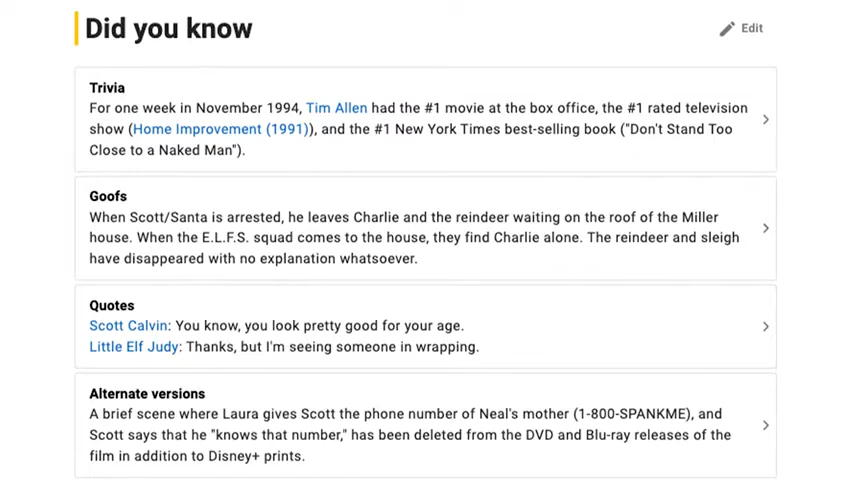 Did you know
Edit
Trivia
For one week in November 1994, Tim Allen had the #1 movie at the box office, the #1 rated television
show (Home Improvement (1991)), and the #1 New York Times best-selling book ("Don't Stand Too
Close to a Naked Man").
Goofs
When Scott/Santa is arrested, he leaves Charlie and the reindeer waiting on the roof of the Miller
house. When the E.L.F.S. squad comes to the house, they find Charlie alone. The reindeer and sleigh
have disappeared with no explanation whatsoever.
Quotes
Scott Calvin: You know, you look pretty good for your age.
Little Elf Judy: Thanks, but I'm seeing someone in wrapping.
Alternate versions
A brief scene where Laura gives Scott the phone number of Neal's mother (1-800-SPANKME), and
Scott says that he "knows that number," has been deleted from the DVD and Blu-ray releases of the
film in addition to Disney+ prints.